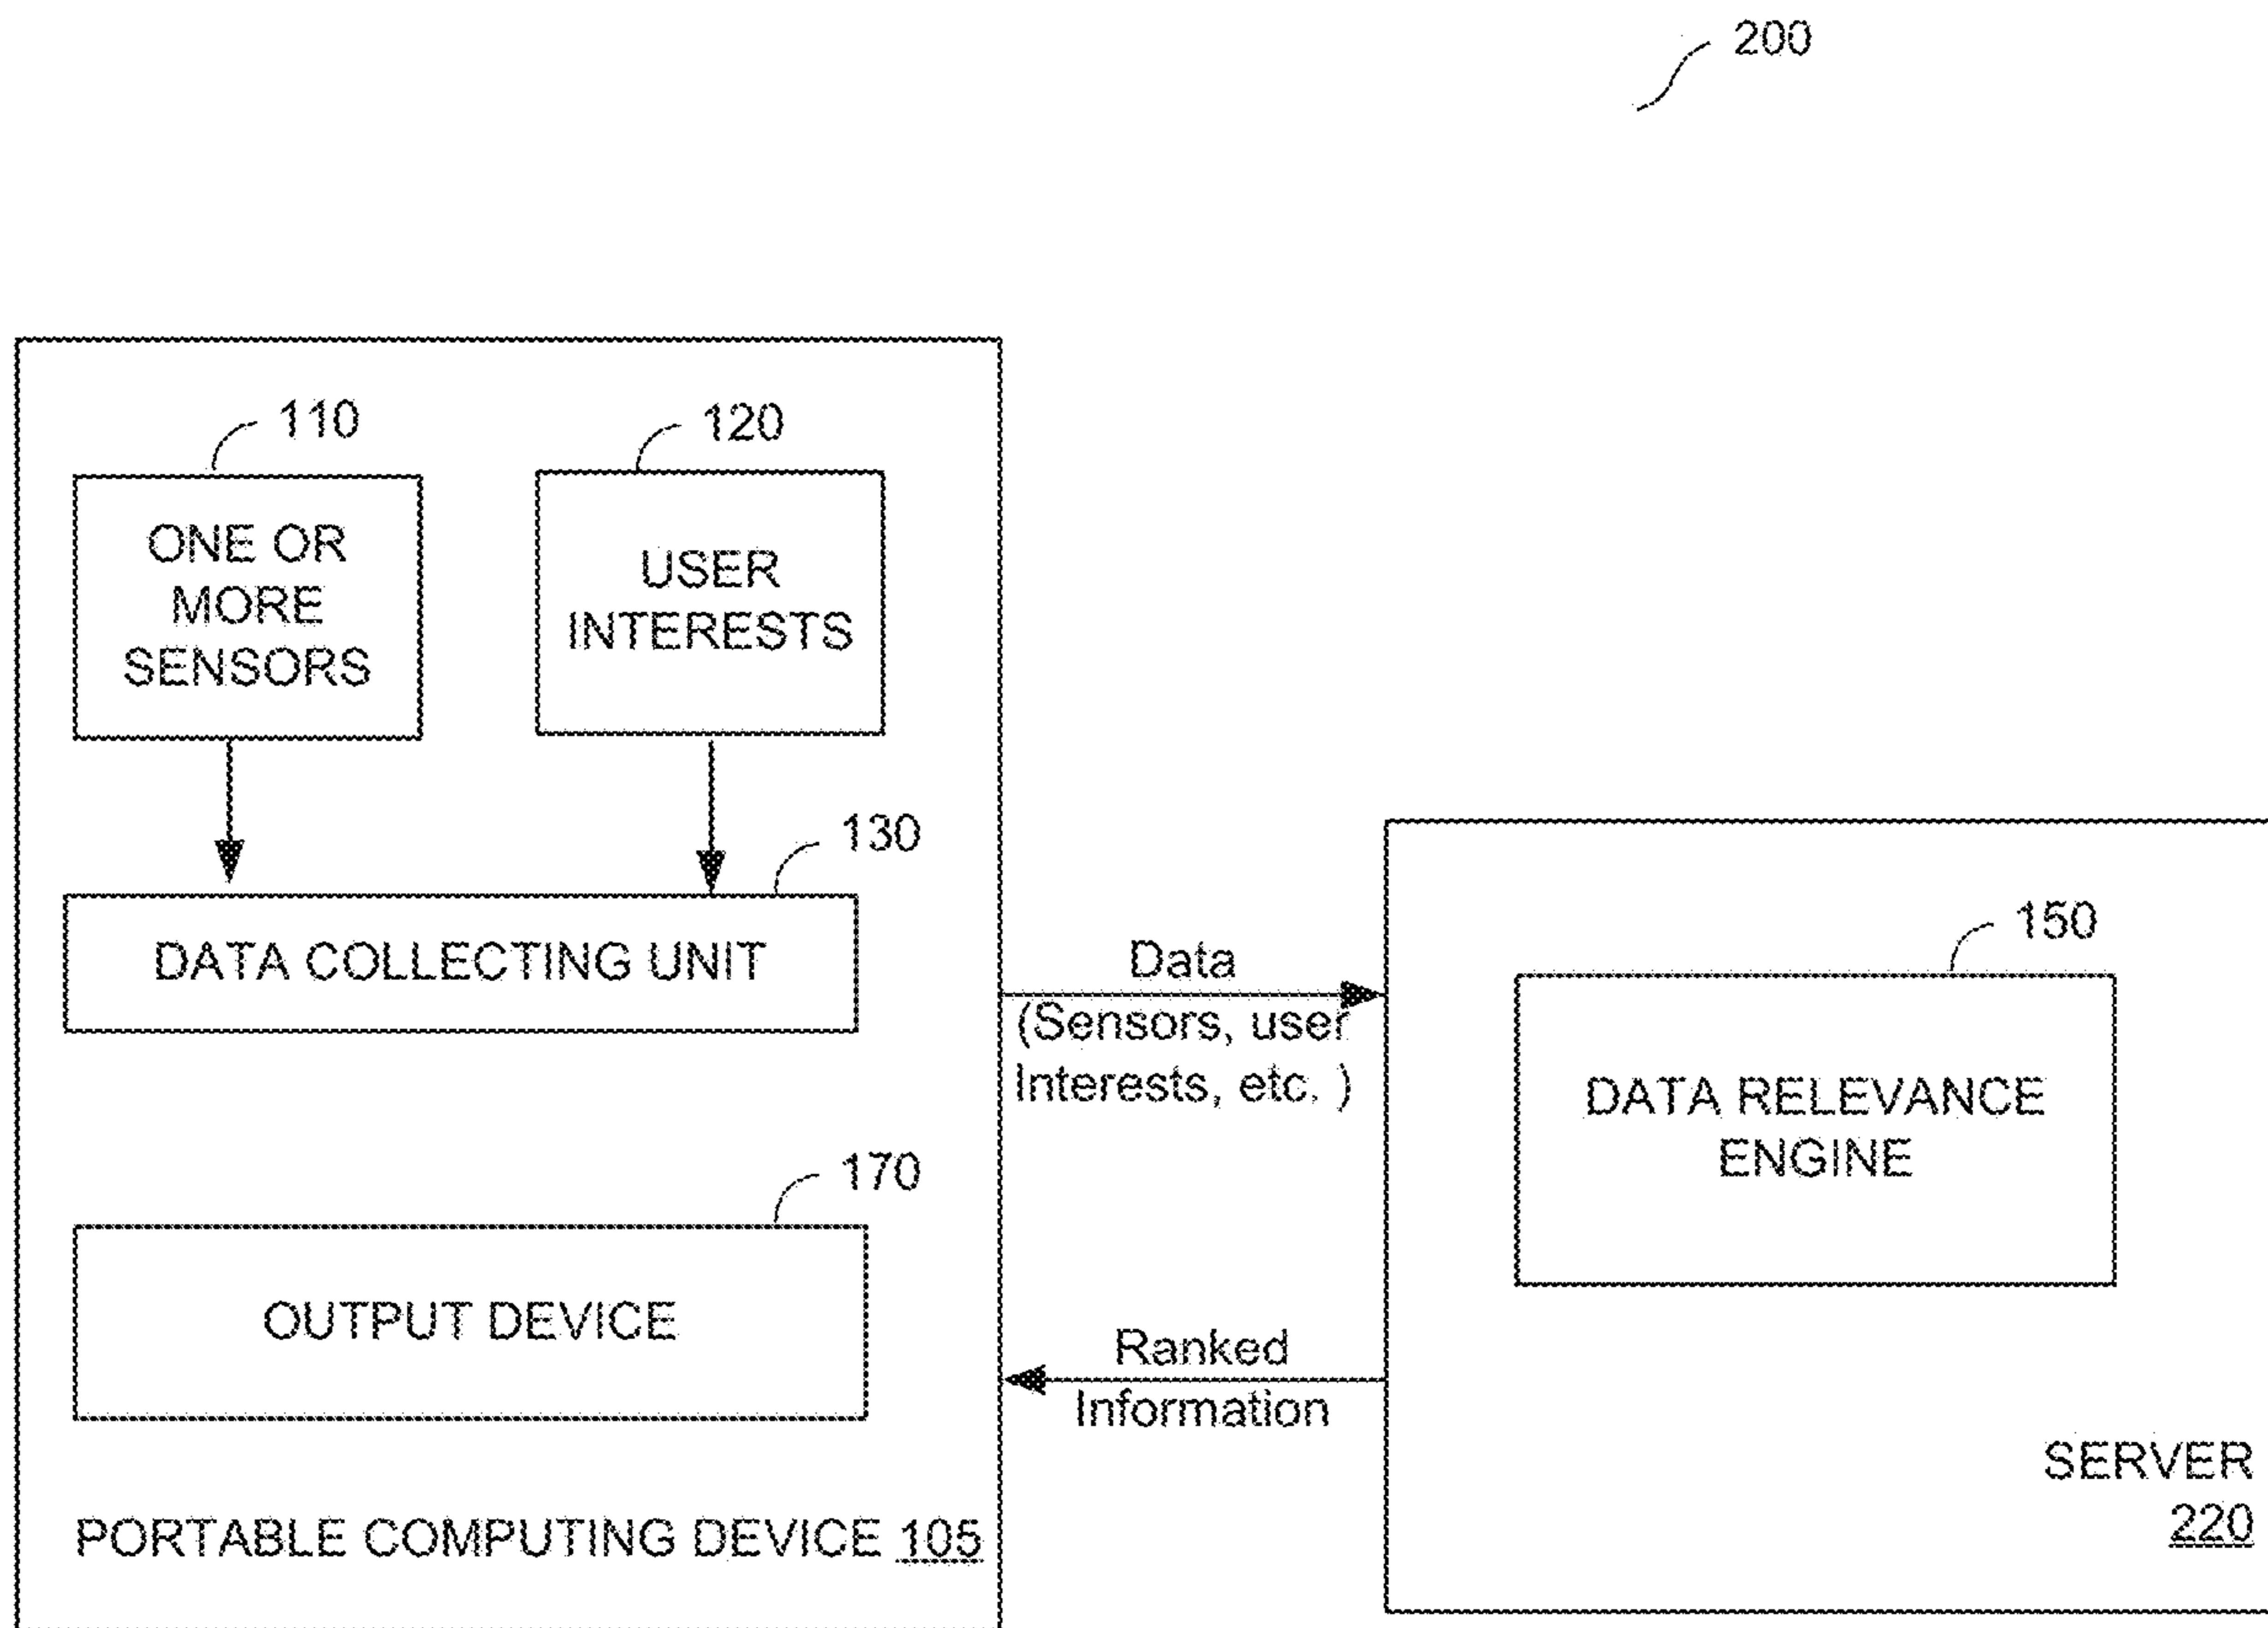 200
110
120
ONE OR
MORE
SENSORS
USER
INTERESTS
130
DATA COLLECTING UNIT
Data
(Sensors, user
Interests, etc. )
150
DATA RELEVANCE
ENGINE
170
OUTPUT DEVICE
Ranked
Information
SERVER
220
PORTABLE COMPUTING DEVICE 105